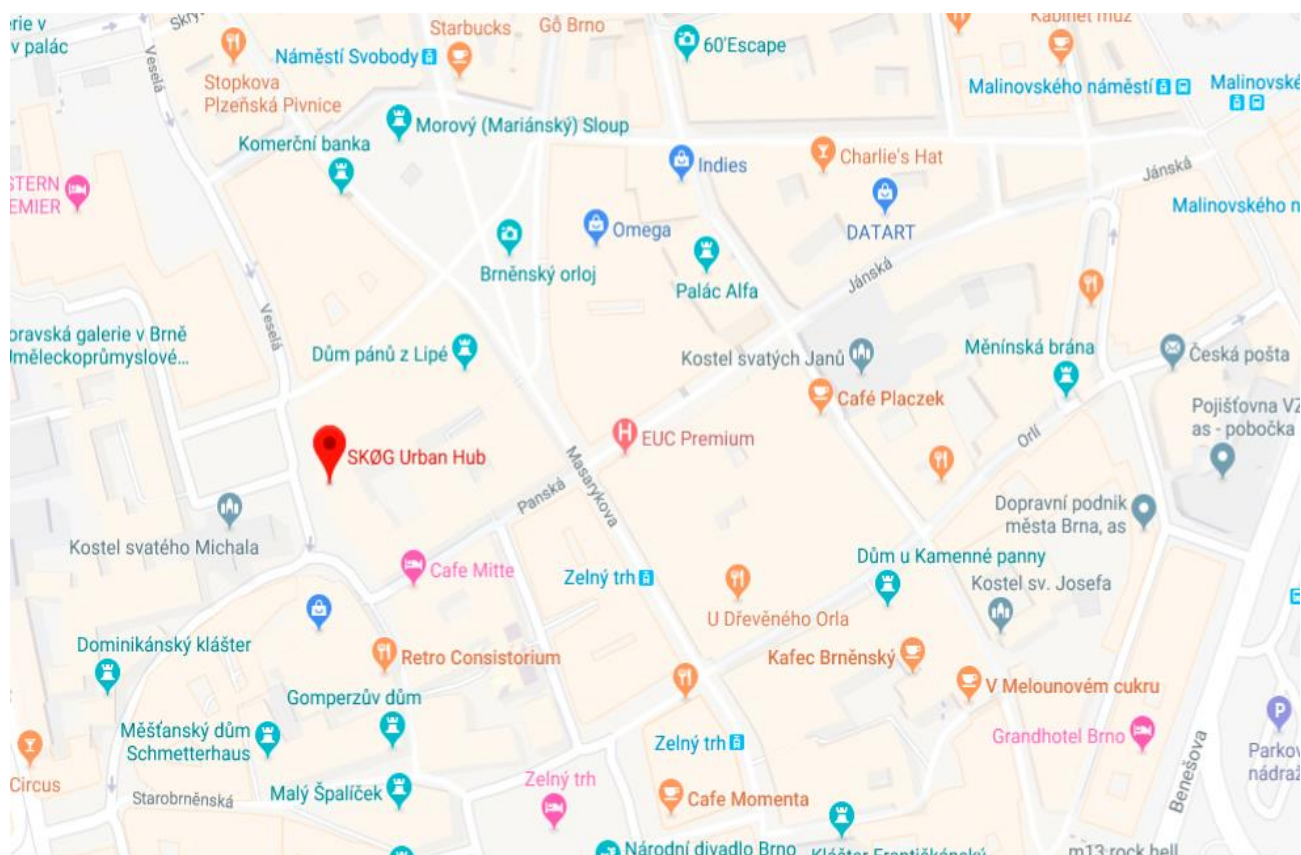 erie v
v palác
Skry
Veselá
Stopkova
Plzeňská Pivnice
Náměstí Svobody
Starbucks
Gô Brno
60'Escape
Kabinet múz
Malinovského náměstí
Malinovské
Morový (Mariánský) Sloup
Komerční banka
STERN
EMIER
Indies
Charlie's Hat
Jánská
DATART
Malinovského n
Omega
Brněnský orloj
Palác Alfa
Jánská
Veselá
oravská galerie v Brně
Uměleckoprůmyslové...
Dům pánů z Lipé
Kostel svatých Janů
Měnínská brána
Česká pošta
Café Placzek
Pojišťovna VZ
as - pobočka
EUC Premium
Orlí
SKØG Urban Hub
Masarykova
Panská
Dopravní podnik
města Brna, as
Kostel svatého Michala
Cafe Mitte
Zelný trh
Dům u Kamenné panny
Kostel sv. Josefa
U Dřevěného Orla
Dominikánský klášter
Retro Consistorium
Kafec Brněnský
V Melounovém cukru
Gomperzův dům
Měšťanský dům
Schmetterhaus
Zelný trh
Grandhotel Brno
Benešova
P
Parkov
nádraž
Circus
Starobrněnská
Malý Špalíček
Zelný trh
Cafe Momenta
Národní divadlo Brno
Klášter Františkánský
m13 rock hell